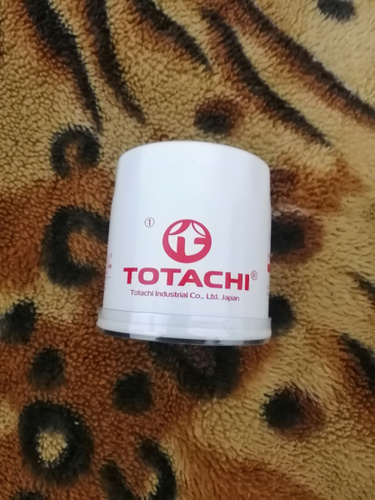 ①
TOTACHI®
Totachi Industrial Co., Ltd. Japan